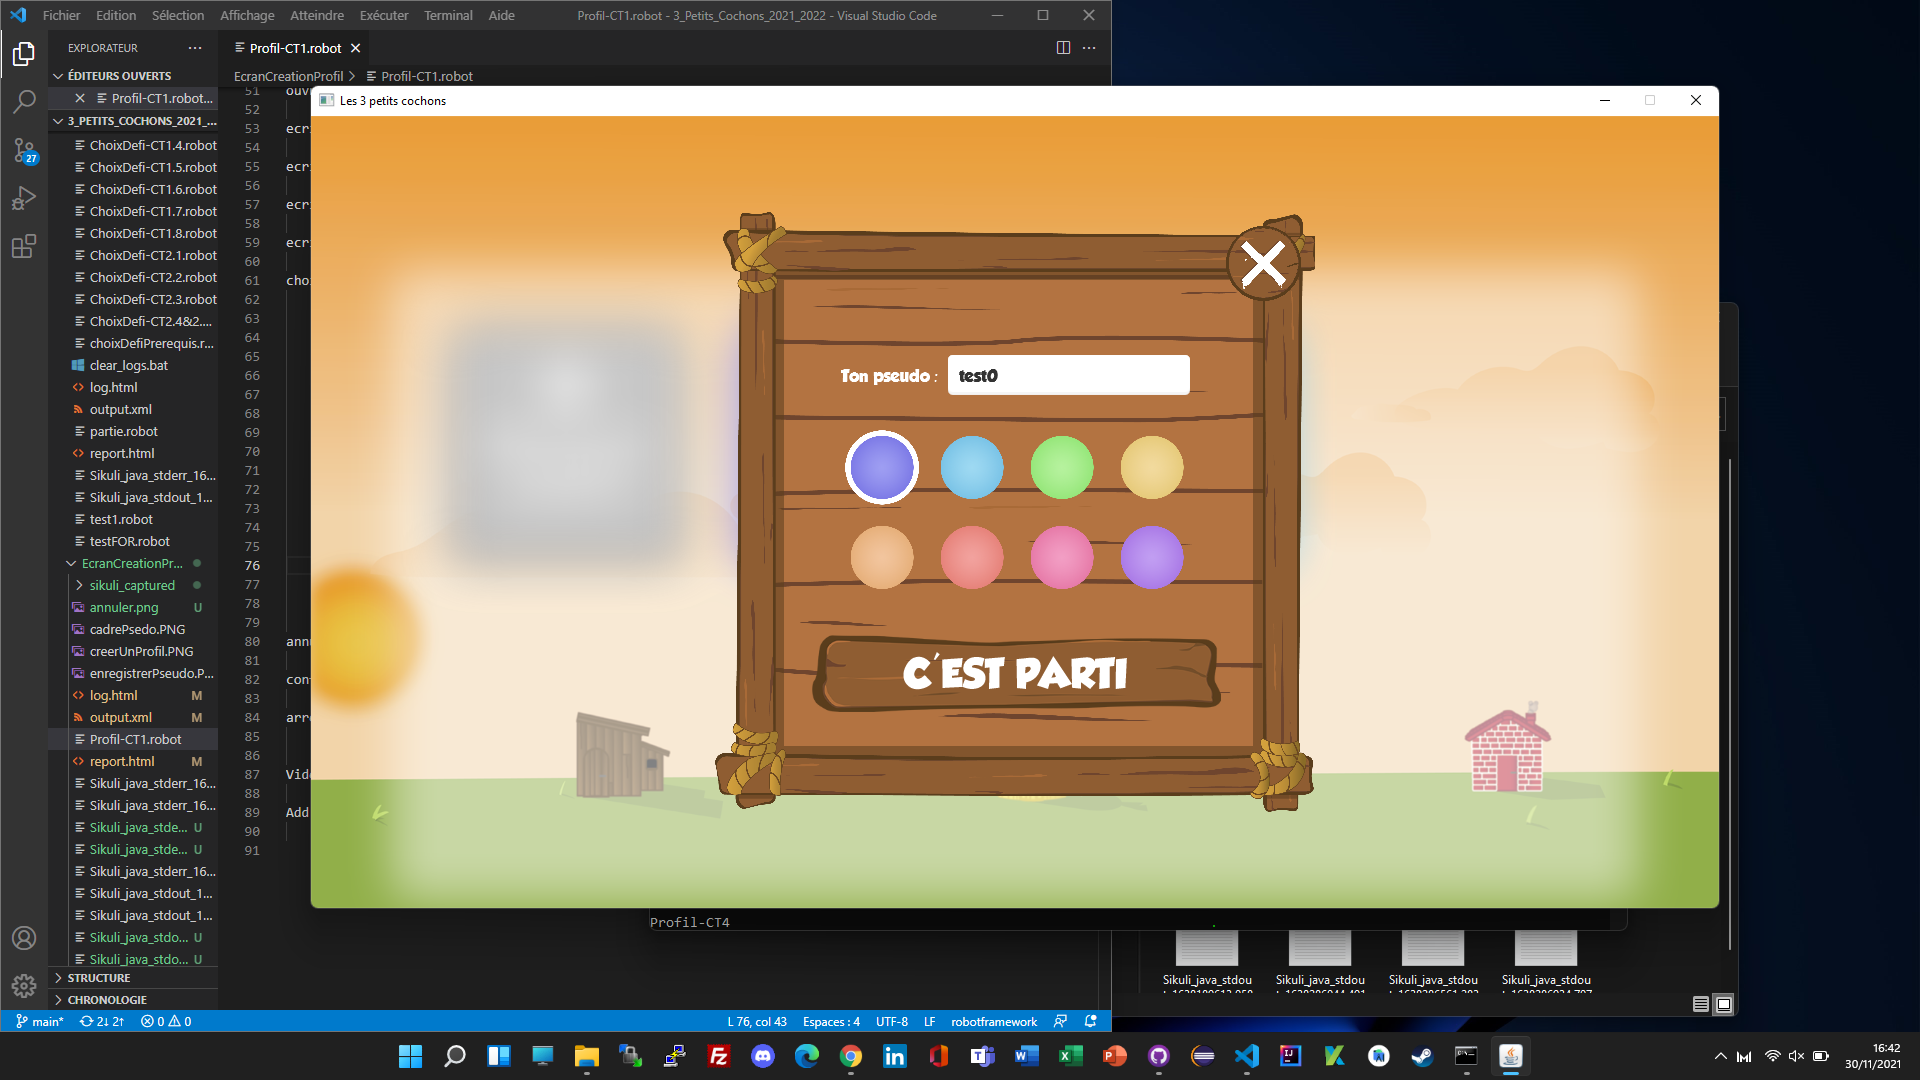 Fichier Edition Sélection Affichage Atteindre Exécuter Terminal Aide
Profil-CT1.robot - 3_Petits_Cochons_2021_2022 - Visual Studio Code
EXPLORATEUR
Profil-CT1.robot
ÉDITEURS OUVERTS
EcranCreationProfil > Profil-CT1.robot
Profil-CT1.robot...
3_PETITS_COCHONS_2021_...
ChoixDefi-CT1.4.robot
ChoixDefi-CT1.5.robot
ChoixDefi-CT1.6.robot
ChoixDefi-CT1.7.robot
ChoixDefi-CT1.8.robot
ChoixDefi-CT2.1.robot
ChoixDefi-CT2.2.robot
ChoixDefi-CT2.3.robot
ChoixDefi-CT2.4&2....
choixDefiPrerequis.r...
clear_logs.bat
log.html
output.xml
partie.robot
report.html
Sikuli_java_stderr_16...
Sikuli_java_stdout_1...
test1.robot
testFOR.robot
EcranCreationPr...
sikuli_captured
annuler.png U
cadrePsedo.PNG
creerUnProfil.PNG
enregistrerPseudo.P...
log.html M
output.xml M
Profil-CT1.robot
report.html M
Sikuli_java_stderr_16...
Sikuli_java_stderr_16...
Sikuli_java_stde... U
Sikuli_java_stde... U
Sikuli_java_stderr_16...
Sikuli_java_stdout_1...
Sikuli_java_stdout_1...
Sikuli_java_stdo... U
Sikuli_java_stdo... U
STRUCTURE
CHRONOLOGIE
27
51 ouv
52
53 ecr
54
55 ecr
56
57 ecr
58
59 ecr
60
61 cho
62
63
64
65
66
67
68
69
70
71
72
73
74
75
76
77
78
79
80 ann
81
82 con
83
84 arr
85
86
87 Vid
88
89 Add
90
91
Les 3 petits cochons
Ton pseudo :
test0
C'EST PARTI
Profil-CT4
Sikuli_java_stdou
Sikuli_java_stdou
Sikuli_java_stdou
Sikuli_java_stdou
main* 2↓ 2↑ 0 0
L 76, col 43 Espaces : 4 UTF-8 LF robotframework
16:42
30/11/2021